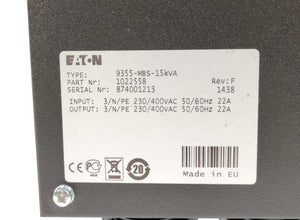 EATON
TYPE: 9355-MBS-15kVA
PART Nr: 1022558 Rev:F
SERIAL Nr: 874001213 1438
INPUT: 3/N/PE 230/400VAC 50/60Hz 22A
OUTPUT: 3/N/PE 230/400VAC 50/60Hz 22A
20
Made in EU